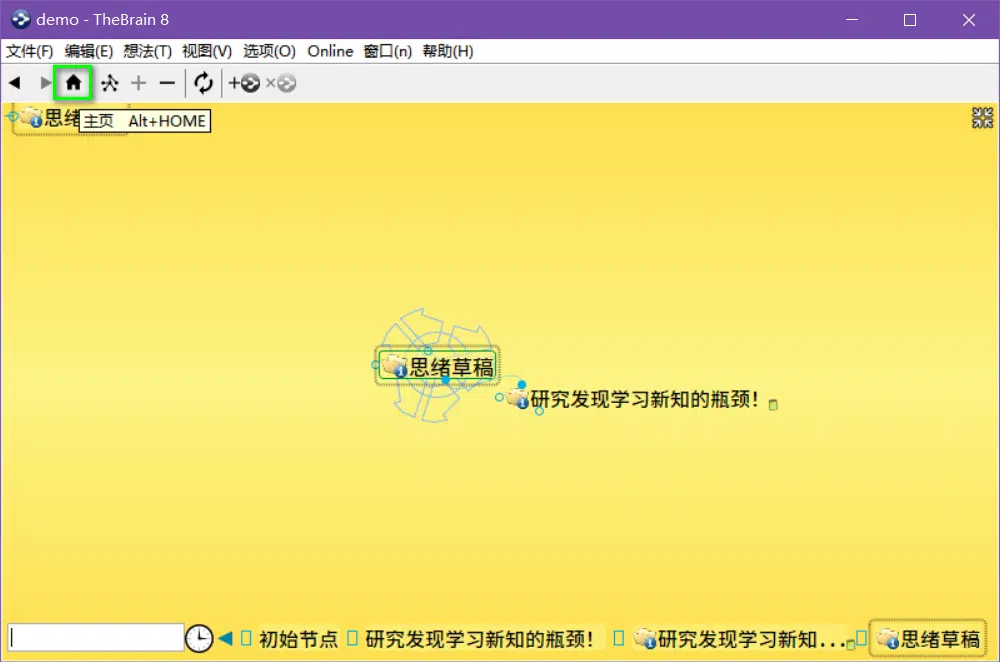 demo - TheBrain 8
文件(F) 编辑(E) 想法(T) 视图(V) 选项(O) Online 窗口(n) 帮助(H)
思绪
主页 Alt+HOME
思绪草稿
研究发现学习新知的瓶颈！
初始节点 研究发现学习新知的瓶颈！ 研究发现学习新知... 思绪草稿